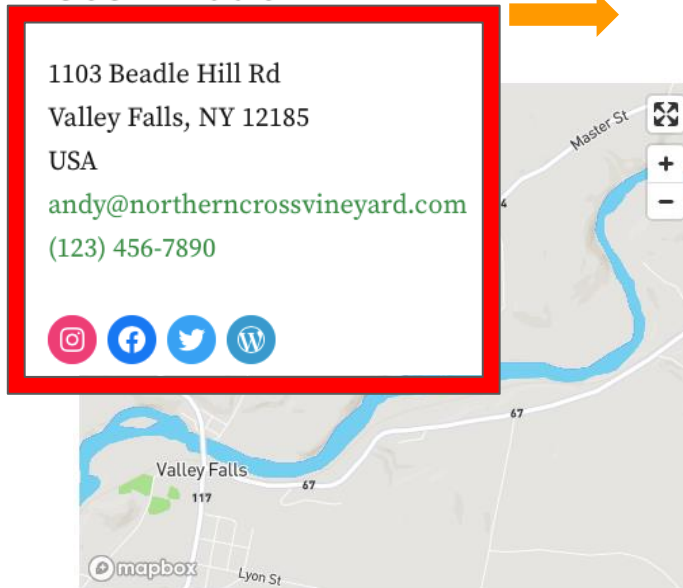 1103 Beadle Hill Rd
Valley Falls, NY 12185
USA
andy@northerncrossvineyard.com
(123) 456-7890
Master St
4
67
Valley Falls
67
117
mapbox
Lyon St